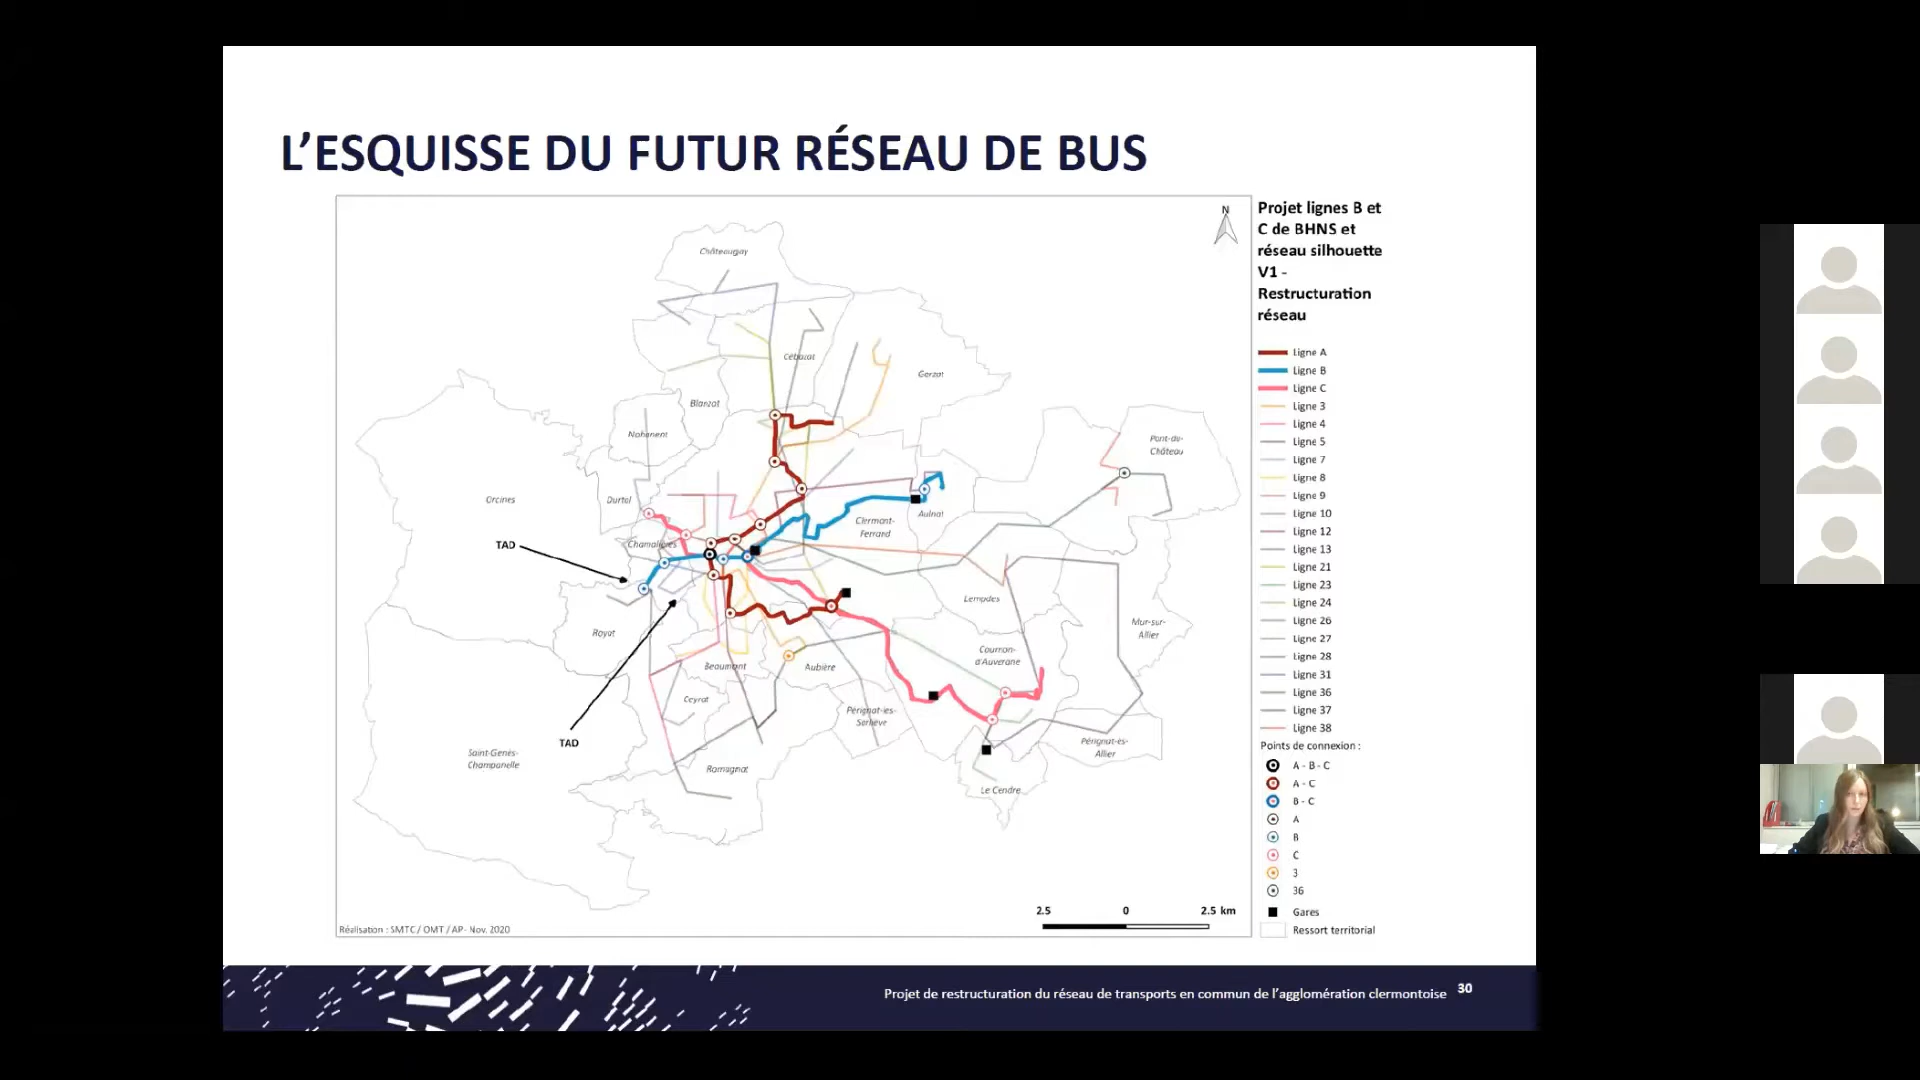 L’ESQUISSE DU FUTUR RÉSEAU DE BUS
N
Châteaugay
Cébazat
Gerzat
Blanzat
Nohanent
Pont-du-
Château
Orcines
Durtol
Aulnat
Clermont-
Ferrand
Chamalières
TAD
Lempdes
Royat
Mur-sur-
Allier
Cournon-
d'Auvergne
Beaumont
Aubière
Ceyrat
Pérignat-les-
Sarlieve
TAD
Saint-Genès-
Champanelle
Romagnat
Pérignat-ès-
Allier
Le Cendre
2.5 0 2.5 km
Réalisation : SMTC / OMT / AP- Nov. 2020
Projet lignes B et
C de BHNS et
réseau silhouette
V1 -
Restructuration
réseau
Ligne A
Ligne B
Ligne C
Ligne 3
Ligne 4
Ligne 5
Ligne 7
Ligne 8
Ligne 9
Ligne 10
Ligne 12
Ligne 13
Ligne 21
Ligne 23
Ligne 24
Ligne 26
Ligne 27
Ligne 28
Ligne 31
Ligne 36
Ligne 37
Ligne 38
Points de connexion :
A - B - C
A - C
B - C
A
B
C
3
36
Gares
Ressort territorial
Projet de restructuration du réseau de transports en commun de l’agglomération clermontoise 30